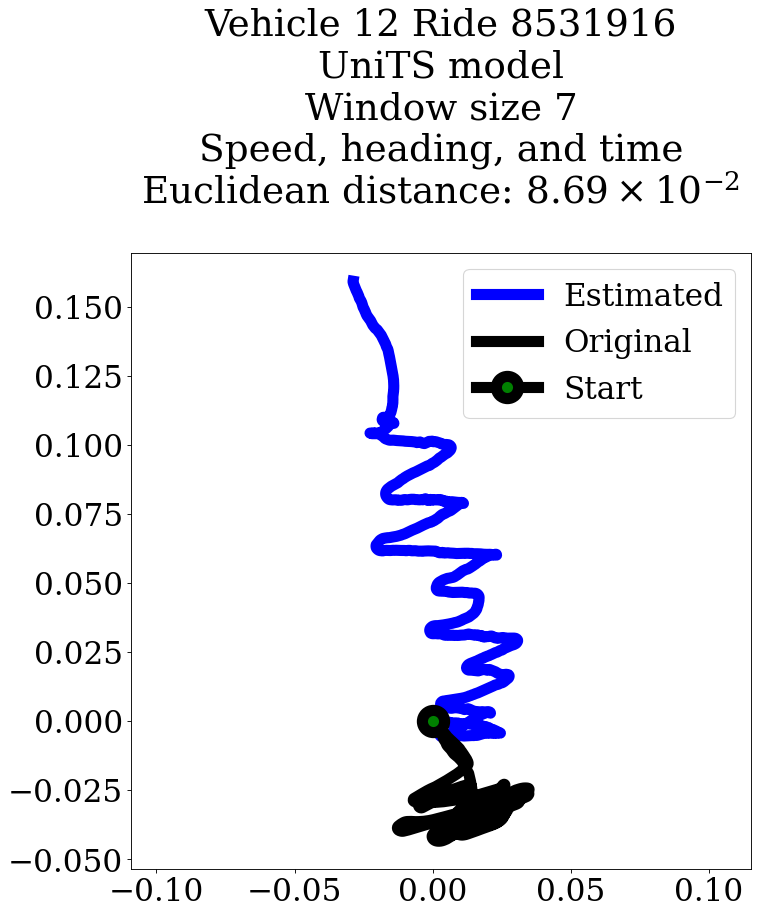 Vehicle 12 Ride 8531916
UniTS model
Window size 7
Speed, heading, and time
Euclidean distance: 8.69 × 10⁻²
Estimated
Original
Start
0.150
0.125
0.100
0.075
0.050
0.025
0.000
−0.025
−0.050
−0.10 −0.05 0.00 0.05 0.10